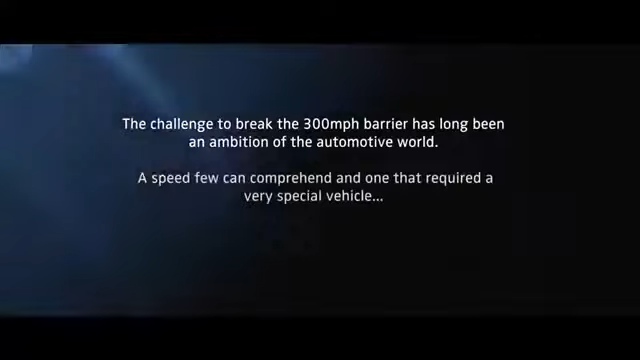 The challenge to break the 300mph barrier has long been
an ambition of the automotive world.
A speed few can comprehend and one that required a
very special vehicle...